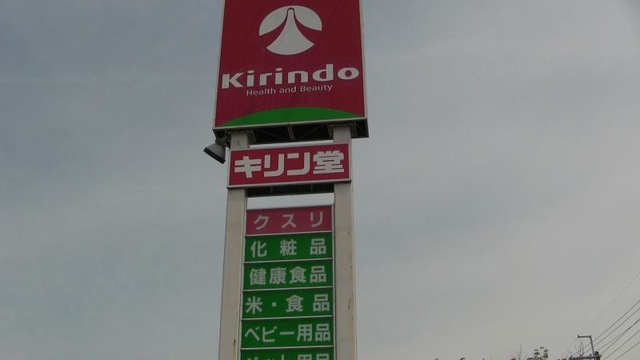 Kirindo
Health and Beauty
キリン堂
クスリ
化粧品
健康食品
米・食品
ベビー用品